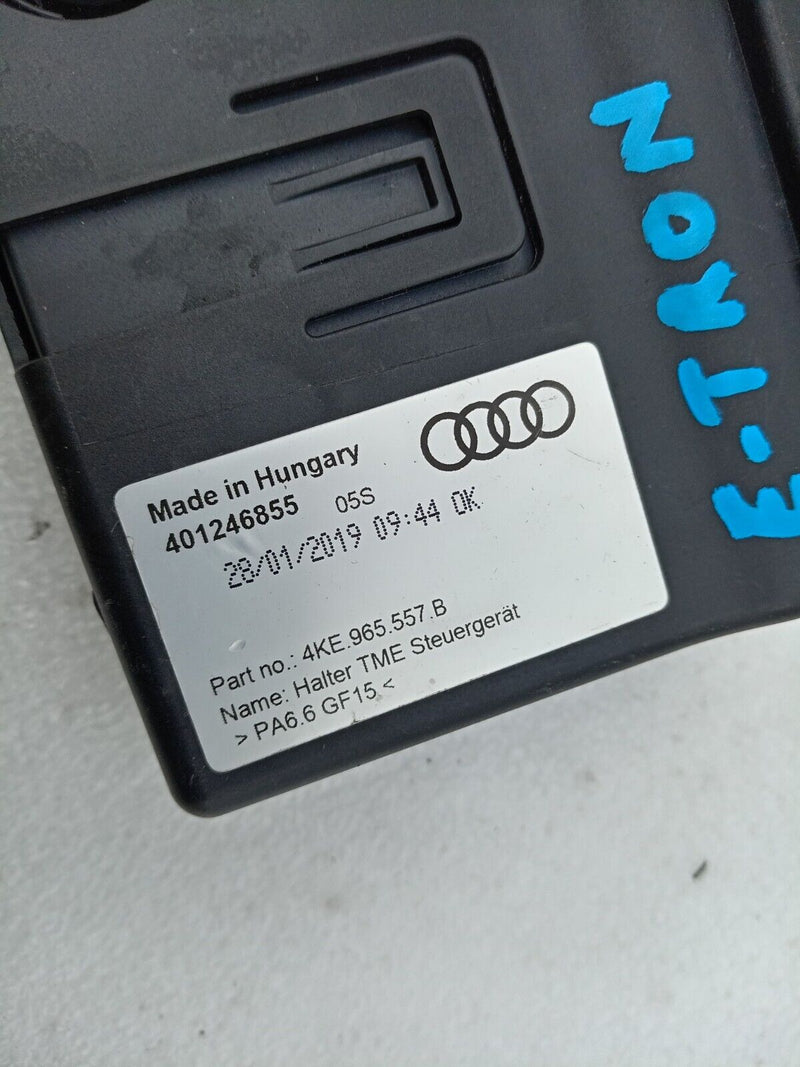 Made in Hungary
401246855 05S
28/01/2019 09:44 OK
Part no.: 4KE.965.557.B
Name: Halter TME Steuergerät
> PA6.6 GF15.<
E-TRON